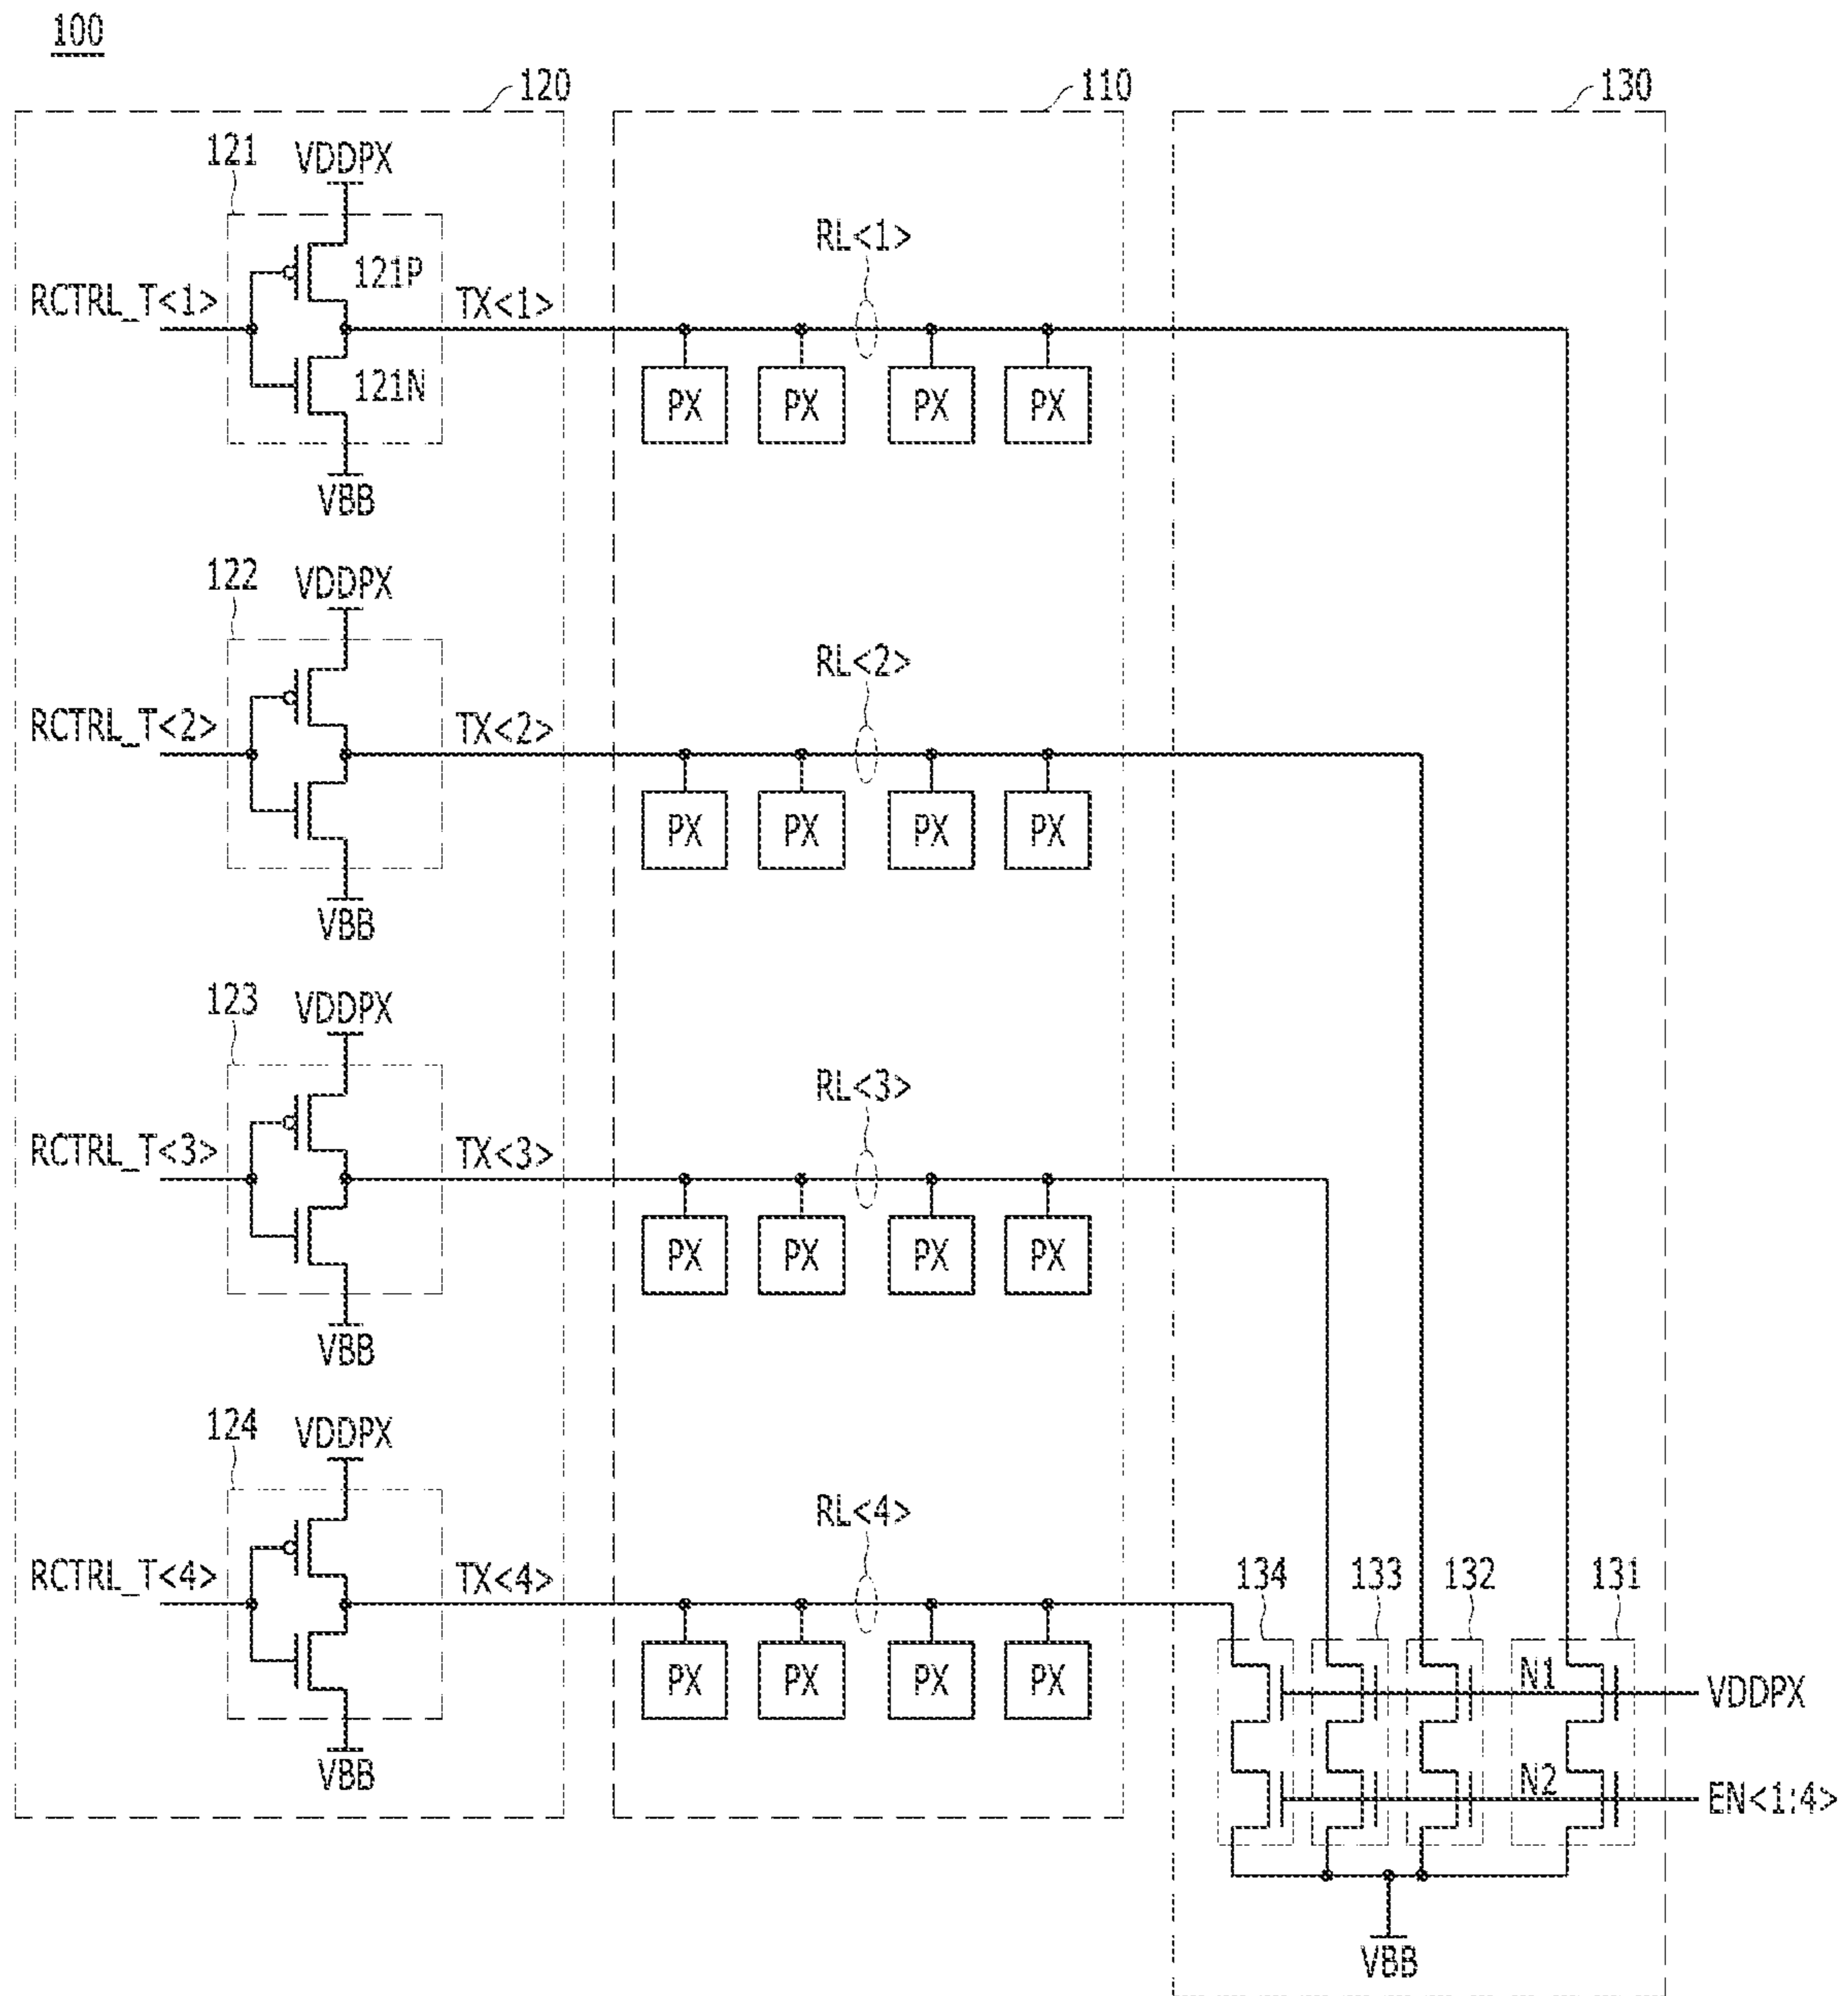 100
120
110
130
121
VDDPX
RL<1>
121P
RCTRL_T<1>
TX<1>
121N
PX PX PX PX
VBB
122
VDDPX
RL<2>
RCTRL_T<2>
TX<2>
PX PX PX PX
VBB
123
VDDPX
RL<3>
RCTRL_T<3>
TX<3>
PX PX PX PX
VBB
124
VDDPX
RL<4>
RCTRL_T<4>
TX<4>
134 133 132 131
PX PX PX PX
N1
VDDPX
VBB
N2
EN<1:4>
VBB